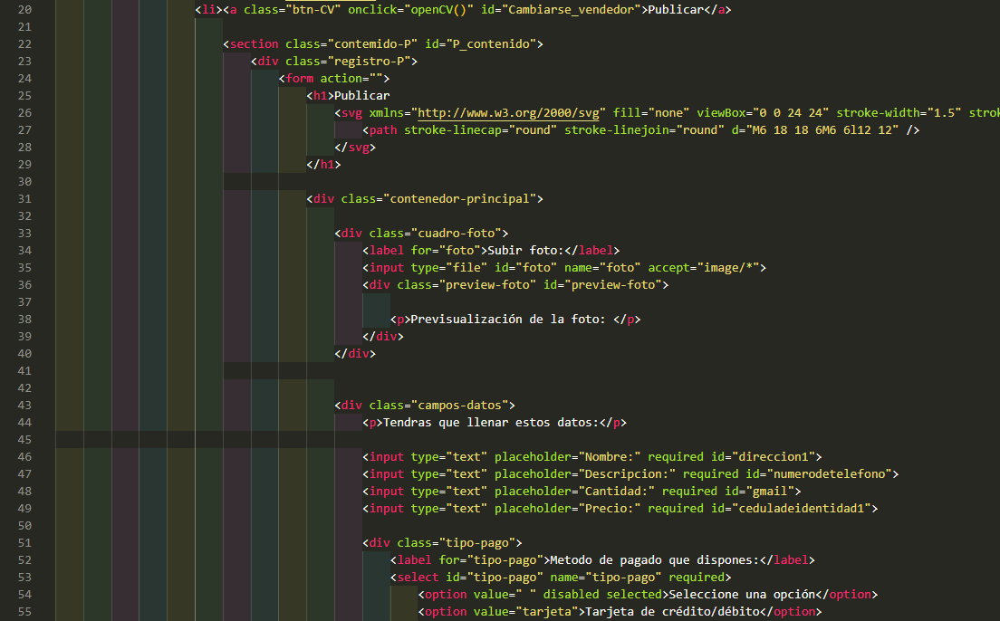 20 <li><a class="btn-CV" onclick="openCV()" id="Cambiarse_vendedor">Publicar</a>
21
22 <section class="contemido-P" id="P_contenido">
23 <div class="registro-P">
24 <form action="">
25 <h1>Publicar
26 <svg xmlns="http://www.w3.org/2000/svg" fill="none" viewBox="0 0 24 24" stroke-width="1.5" strok
27 <path stroke-linecap="round" stroke-linejoin="round" d="M6 18 18 6M6 6l12 12" />
28 </svg>
29 </h1>
30
31 <div class="contenedor-principal">
32
33 <div class="cuadro-foto">
34 <label for="foto">Subir foto:</label>
35 <input type="file" id="foto" name="foto" accept="image/*">
36 <div class="preview-foto" id="preview-foto">
37
38 <p>Previsualización de la foto: </p>
39 </div>
40 </div>
41
42
43 <div class="campos-datos">
44 <p>Tendras que llenar estos datos:</p>
45
46 <input type="text" placeholder="Nombre:" required id="direccion1">
47 <input type="text" placeholder="Descripcion:" required id="numerodetelefono">
48 <input type="text" placeholder="Cantidad:" required id="gmail">
49 <input type="text" placeholder="Precio:" required id="ceduladeidentidad1">
50
51 <div class="tipo-pago">
52 <label for="tipo-pago">Metodo de pagado que dispones:</label>
53 <select id="tipo-pago" name="tipo-pago" required>
54 <option value=" " disabled selected>Seleccione una opción</option>
55 <option value="tarjeta">Tarjeta de crédito/débito</option>